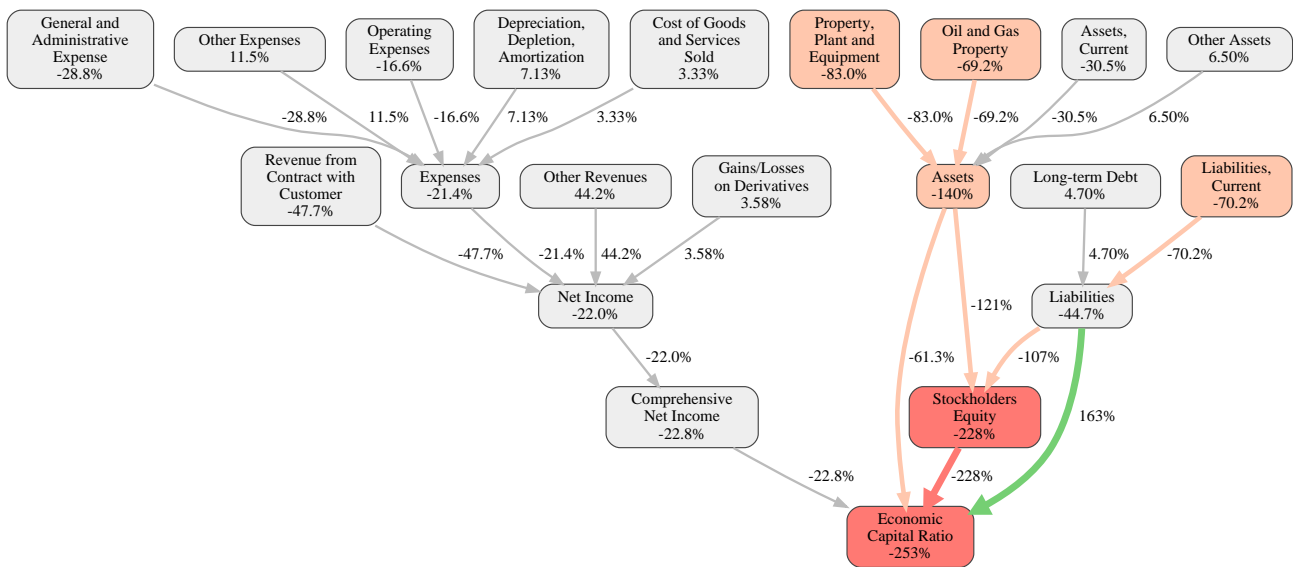 General and
Administrative
Expense
-28.8%
Other Expenses
11.5%
Operating
Expenses
-16.6%
Depreciation,
Depletion,
Amortization
7.13%
Cost of Goods
and Services
Sold
3.33%
Property,
Plant and
Equipment
-83.0%
Oil and Gas
Property
-69.2%
Assets,
Current
-30.5%
Other Assets
6.50%
-28.8%
11.5%
-16.6%
7.13%
3.33%
-83.0%
-69.2%
-30.5%
6.50%
Revenue from
Contract with
Customer
-47.7%
Expenses
-21.4%
Other Revenues
44.2%
Gains/Losses
on Derivatives
3.58%
Assets
-140%
Long-term Debt
4.70%
Liabilities,
Current
-70.2%
-47.7%
-21.4%
44.2%
3.58%
4.70%
-70.2%
Net Income
-22.0%
-121%
Liabilities
-44.7%
-22.0%
-61.3%
-107%
Comprehensive
Net Income
-22.8%
Stockholders
Equity
-228%
163%
-22.8%
-228%
Economic
Capital Ratio
-253%